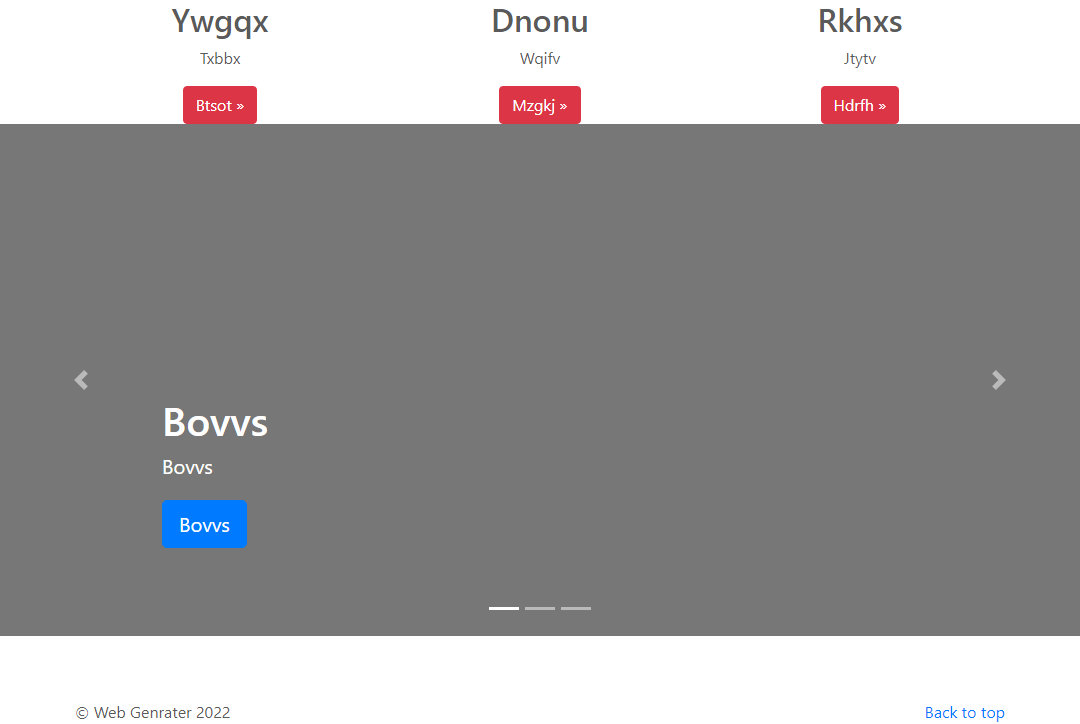 Ywgqx
Txbbx
Btsot »
Dnonu
Wqifv
Mzgkj »
Rkhxs
Jtytv
Hdrfh »
Bovvs
Bovvs
Bovvs
© Web Genrater 2022
Back to top